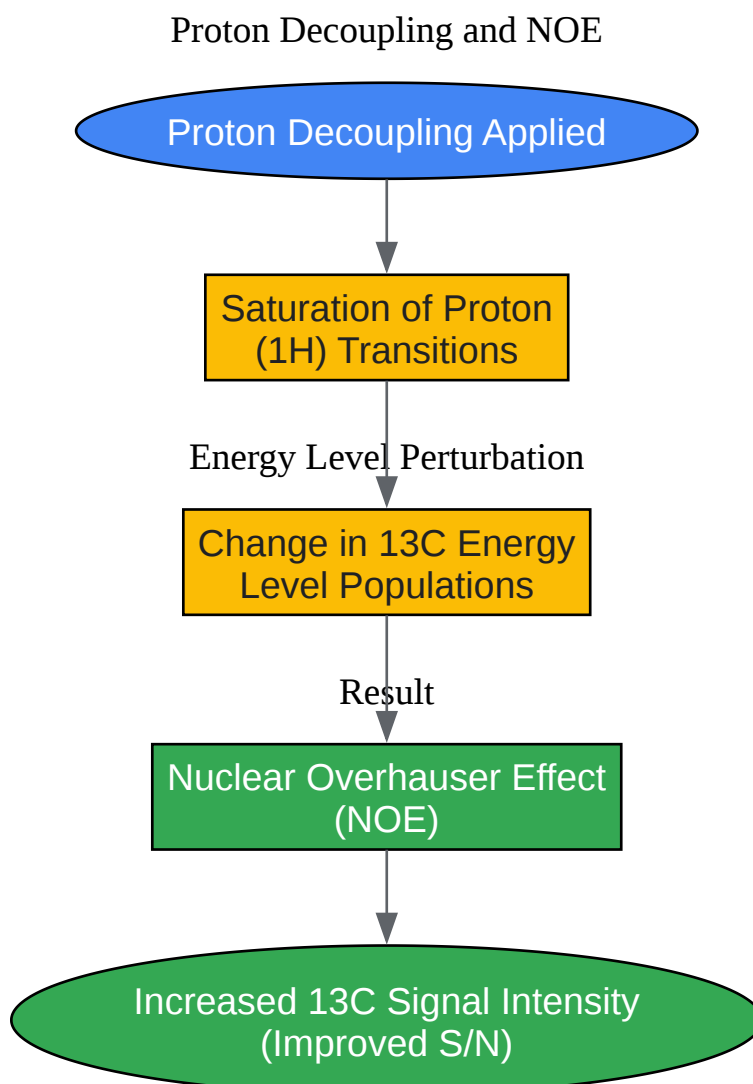 Proton Decoupling and NOE
Proton Decoupling Applied
Saturation of Proton
(1H) Transitions
Energy Level Perturbation
Change in 13C Energy
Level Populations
Result
Nuclear Overhauser Effect
(NOE)
Increased 13C Signal Intensity
(Improved S/N)